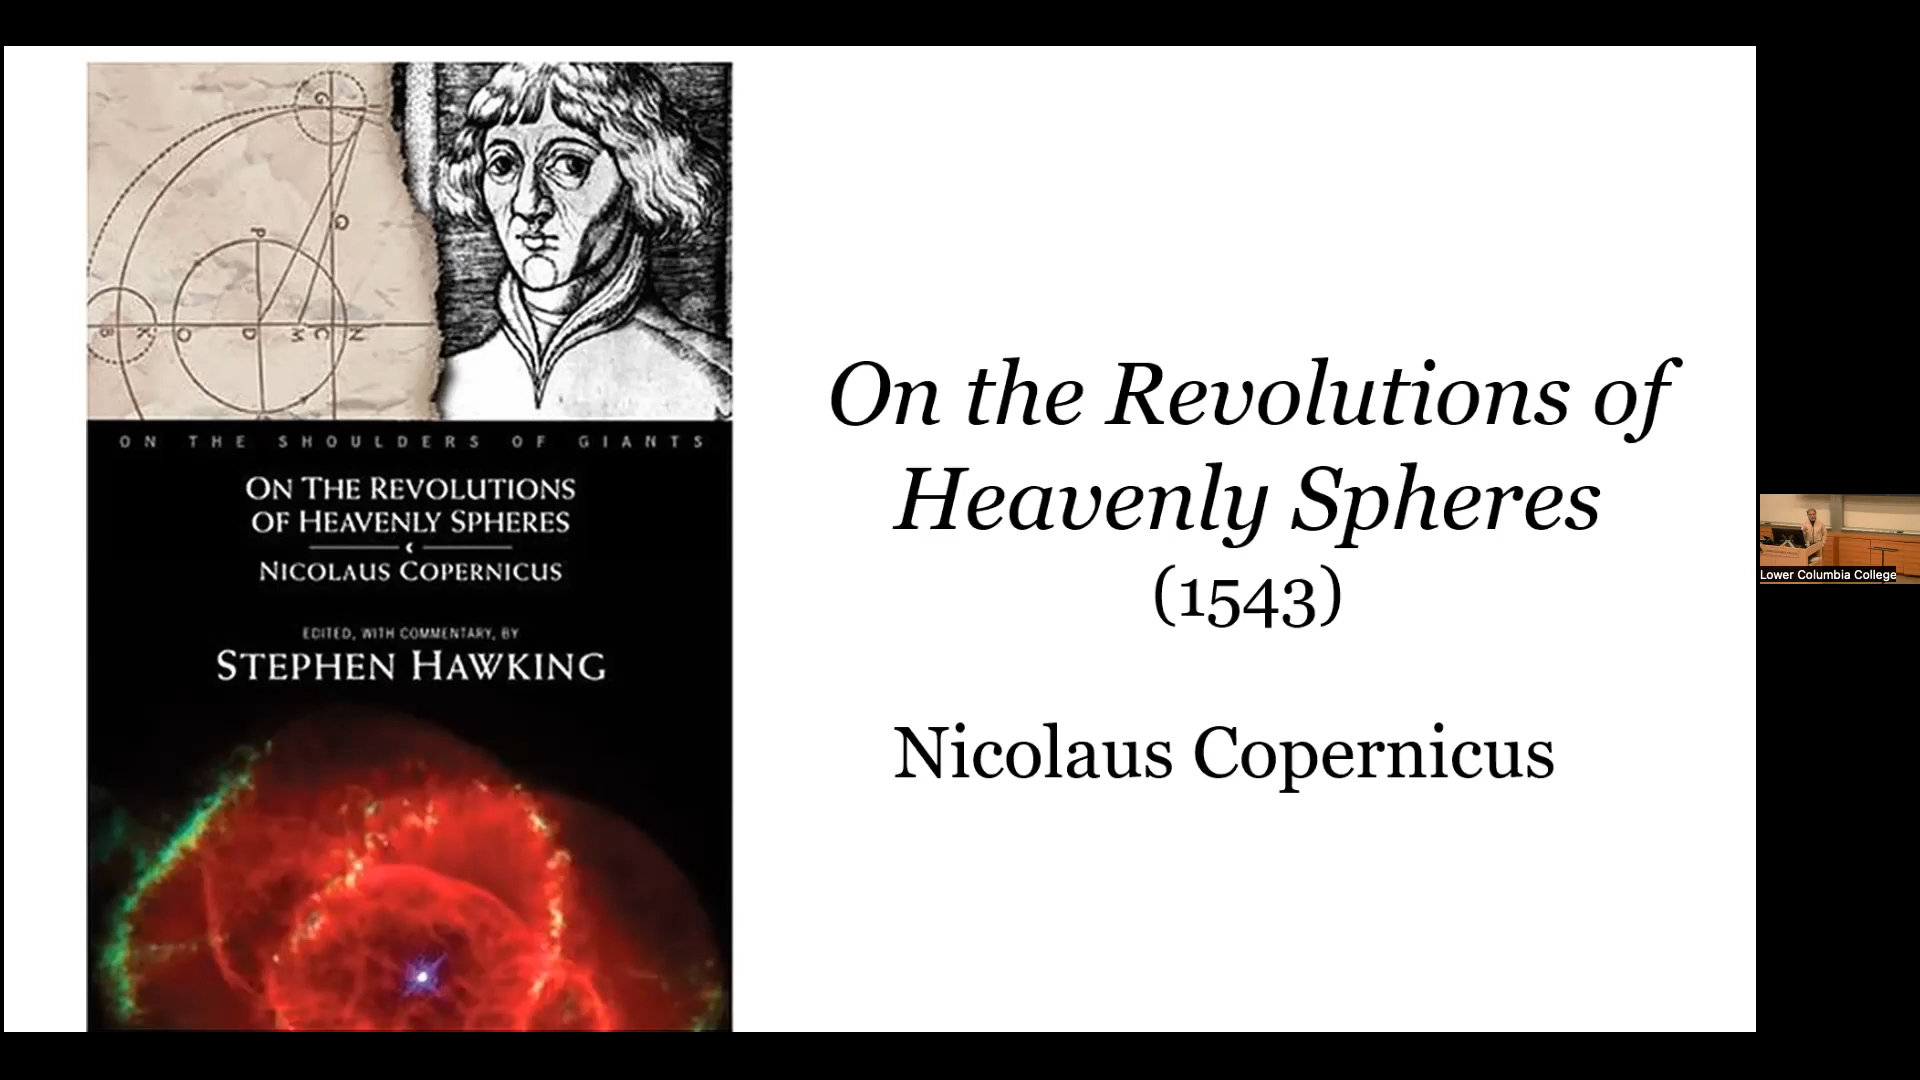 ON THE SHOULDERS OF GIANTS
ON THE REVOLUTIONS
OF HEAVENLY SPHERES
NICOLAUS COPERNICUS
EDITED, WITH COMMENTARY, BY
STEPHEN HAWKING
On the Revolutions of
Heavenly Spheres
(1543)
Nicolaus Copernicus
Lower Columbia College